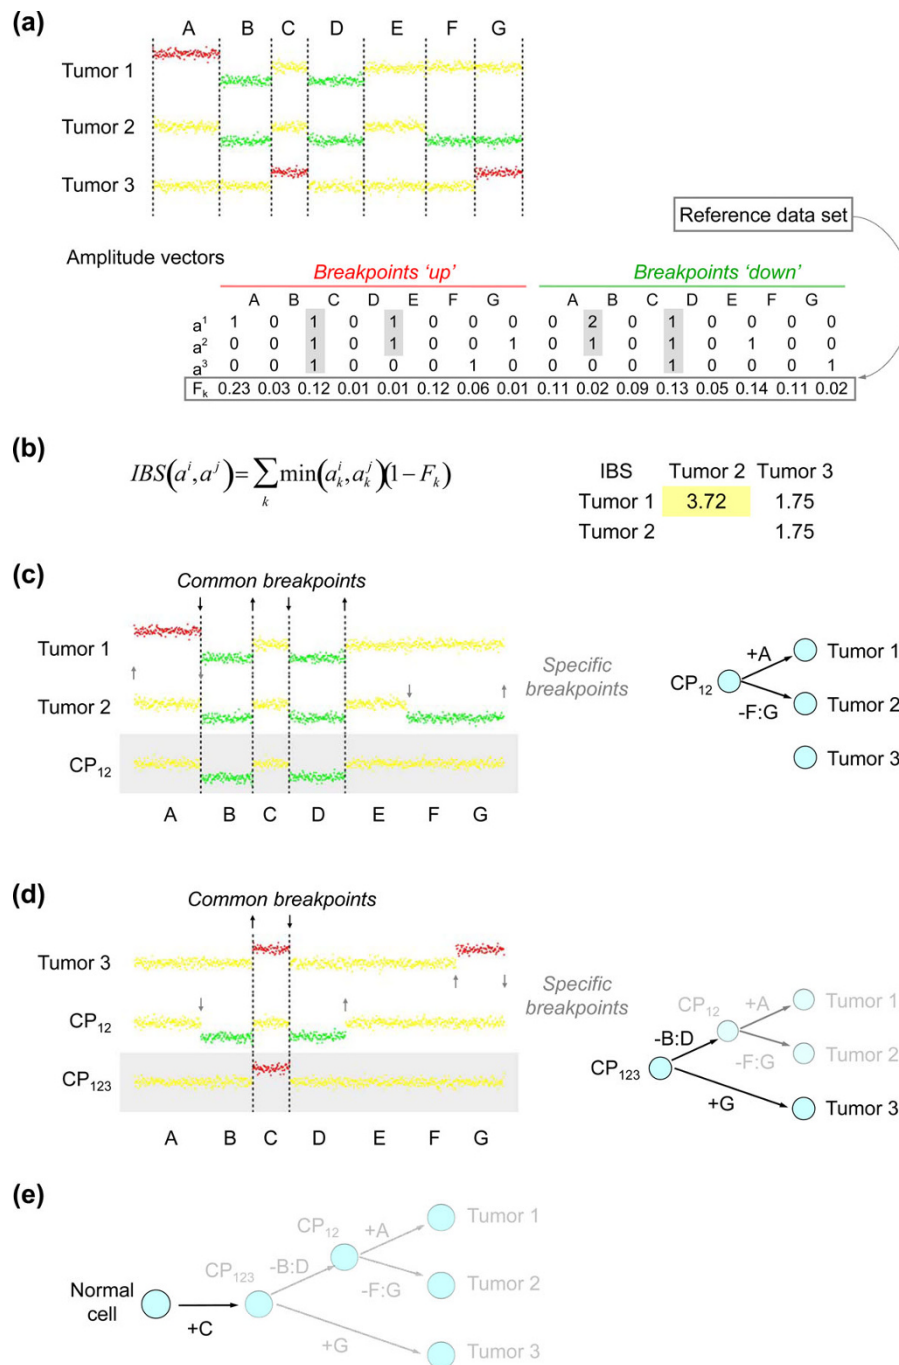 (a)
A B C D E F G
Tumor 1
Tumor 2
Tumor 3
Reference data set
Amplitude vectors
Breakpoints ‘up’ Breakpoints ‘down’
A B C D E F G A B C D E F G
a¹ 1 0 1 0 1 0 0 0 0 2 0 1 0 0 0 0
a² 0 0 1 0 1 0 0 1 0 1 0 1 0 1 0 0
a³ 0 0 1 0 0 0 1 0 0 0 0 1 0 0 0 1
Fₖ 0.23 0.03 0.12 0.01 0.01 0.12 0.06 0.01 0.11 0.02 0.09 0.13 0.05 0.14 0.11 0.02
(b)
IBS(aⁱ,aʲ)=∑ₖmin(aₖⁱ,aₖʲ)(1−Fₖ)
IBS Tumor 2 Tumor 3
Tumor 1 3.72 1.75
Tumor 2 1.75
(c)
Common breakpoints
Tumor 1
Tumor 2
CP₁₂
A B C D E F G
Specific
breakpoints
CP₁₂
+A
-F:G
Tumor 1
Tumor 2
Tumor 3
(d)
Common breakpoints
Tumor 3
CP₁₂
CP₁₂₃
A B C D E F G
Specific
breakpoints
CP₁₂₃
-B:D
CP₁₂
+A
-F:G
+G
Tumor 1
Tumor 2
Tumor 3
(e)
Normal
cell
+C
CP₁₂₃
-B:D
CP₁₂
+A
-F:G
+G
Tumor 1
Tumor 2
Tumor 3